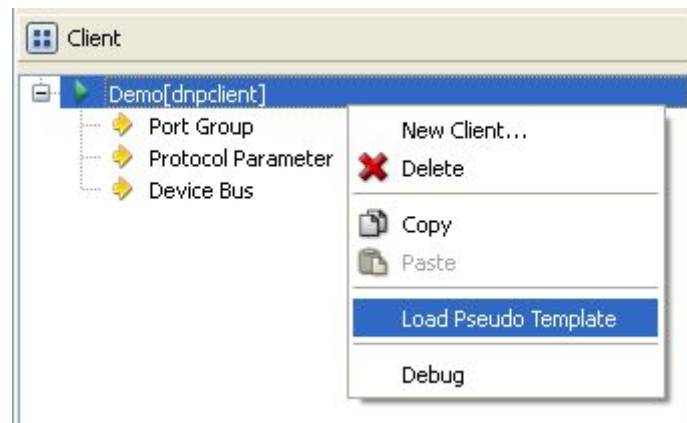 Client
Demo[dnpclient]
Port Group
Protocol Parameter
Device Bus
New Client...
Delete
Copy
Paste
Load Pseudo Template
Debug